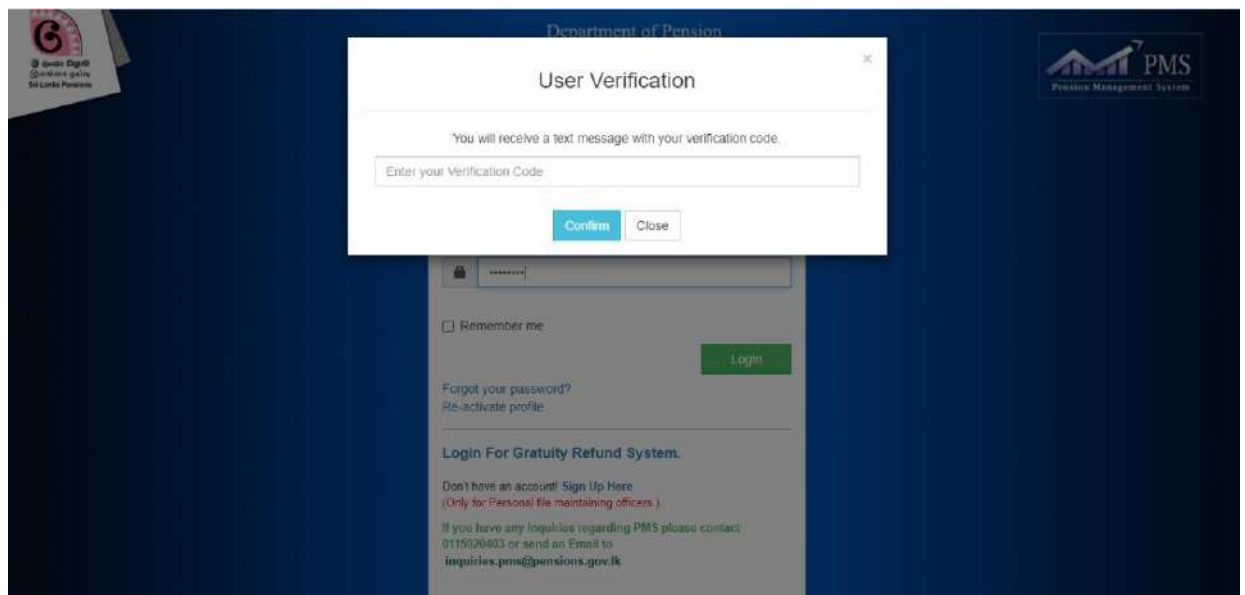 Department of Pension
Sri Lanka Pensions
PMS
Pension Management System
×
User Verification
You will receive a text message with your verification code.
Enter your Verification Code
Confirm
Close
Remember me
Login
Forgot your password?
Re-activate profile
Login For Gratuity Refund System.
Don't have an account! Sign Up Here
(Only for Personal file maintaining officers.)
If you have any inquiries regarding PMS please contact
0115920403 or send an Email to
inquiries.pms@pensions.gov.lk